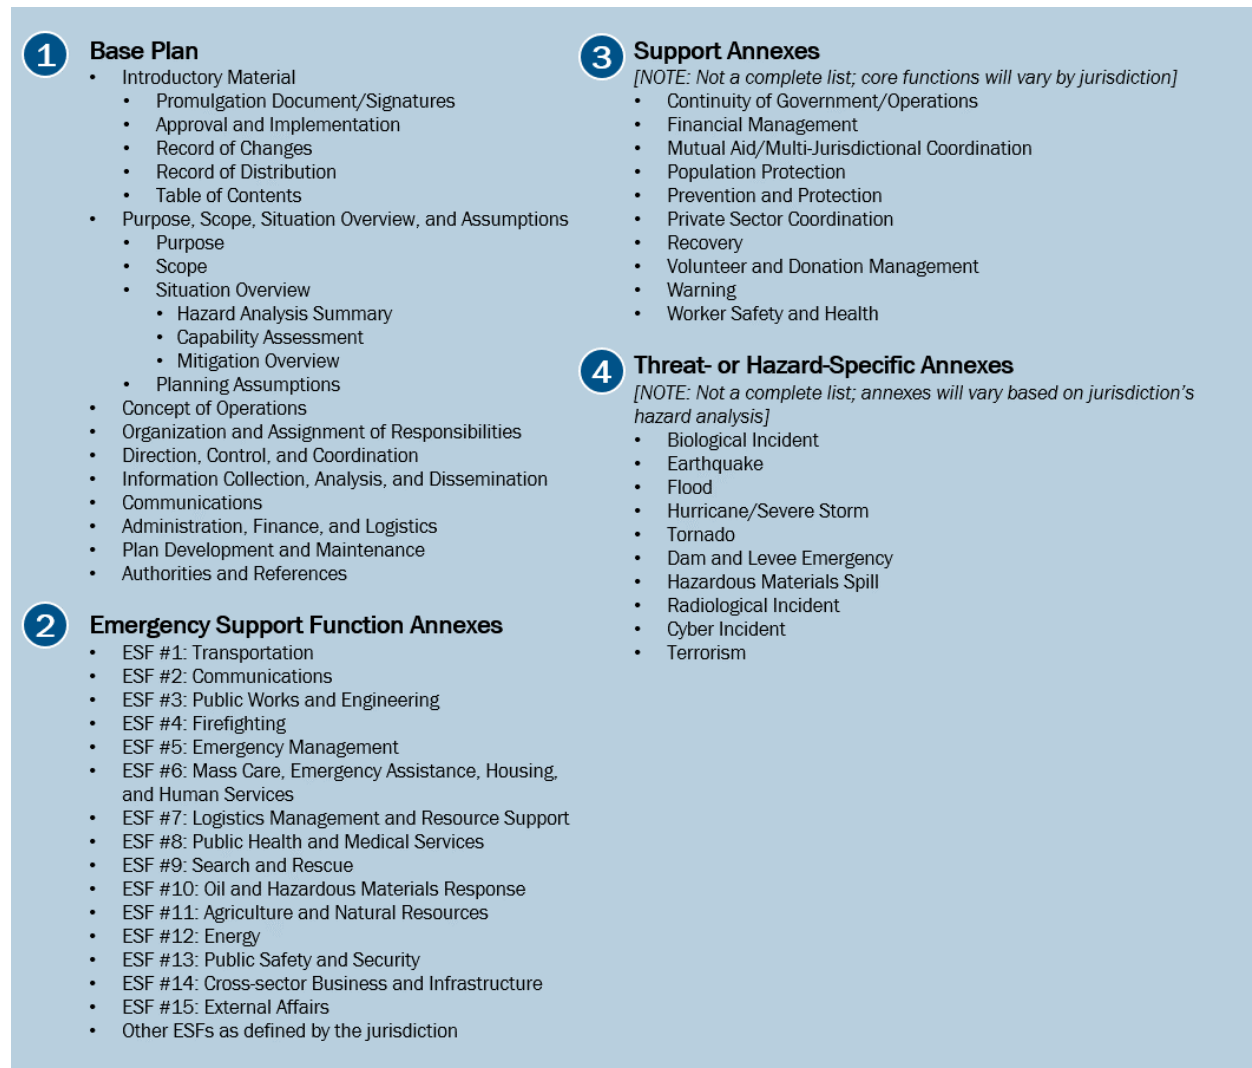 1 Base Plan
• Introductory Material
• Promulgation Document/Signatures
• Approval and Implementation
• Record of Changes
• Record of Distribution
• Table of Contents
• Purpose, Scope, Situation Overview, and Assumptions
• Purpose
• Scope
• Situation Overview
• Hazard Analysis Summary
• Capability Assessment
• Mitigation Overview
• Planning Assumptions
• Concept of Operations
• Organization and Assignment of Responsibilities
• Direction, Control, and Coordination
• Information Collection, Analysis, and Dissemination
• Communications
• Administration, Finance, and Logistics
• Plan Development and Maintenance
• Authorities and References
2 Emergency Support Function Annexes
• ESF #1: Transportation
• ESF #2: Communications
• ESF #3: Public Works and Engineering
• ESF #4: Firefighting
• ESF #5: Emergency Management
• ESF #6: Mass Care, Emergency Assistance, Housing,
and Human Services
• ESF #7: Logistics Management and Resource Support
• ESF #8: Public Health and Medical Services
• ESF #9: Search and Rescue
• ESF #10: Oil and Hazardous Materials Response
• ESF #11: Agriculture and Natural Resources
• ESF #12: Energy
• ESF #13: Public Safety and Security
• ESF #14: Cross-sector Business and Infrastructure
• ESF #15: External Affairs
• Other ESFs as defined by the jurisdiction
3 Support Annexes
[NOTE: Not a complete list; core functions will vary by jurisdiction]
• Continuity of Government/Operations
• Financial Management
• Mutual Aid/Multi-Jurisdictional Coordination
• Population Protection
• Prevention and Protection
• Private Sector Coordination
• Recovery
• Volunteer and Donation Management
• Warning
• Worker Safety and Health
4 Threat- or Hazard-Specific Annexes
[NOTE: Not a complete list; annexes will vary based on jurisdiction's
hazard analysis]
• Biological Incident
• Earthquake
• Flood
• Hurricane/Severe Storm
• Tornado
• Dam and Levee Emergency
• Hazardous Materials Spill
• Radiological Incident
• Cyber Incident
• Terrorism